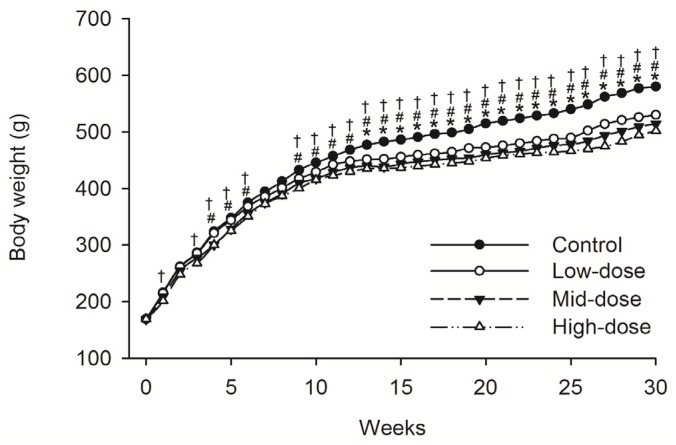 700
600
500
400
300
200
100
Body weight (g)
† † † † † † † † † † † † † † † † † † † † † † † † † † †
# # # # # # # # # # # # # # # # # # # # # # # # #
* * * * * * * * * * * * * * * * * *
Control
Low-dose
Mid-dose
High-dose
0 5 10 15 20 25 30
Weeks